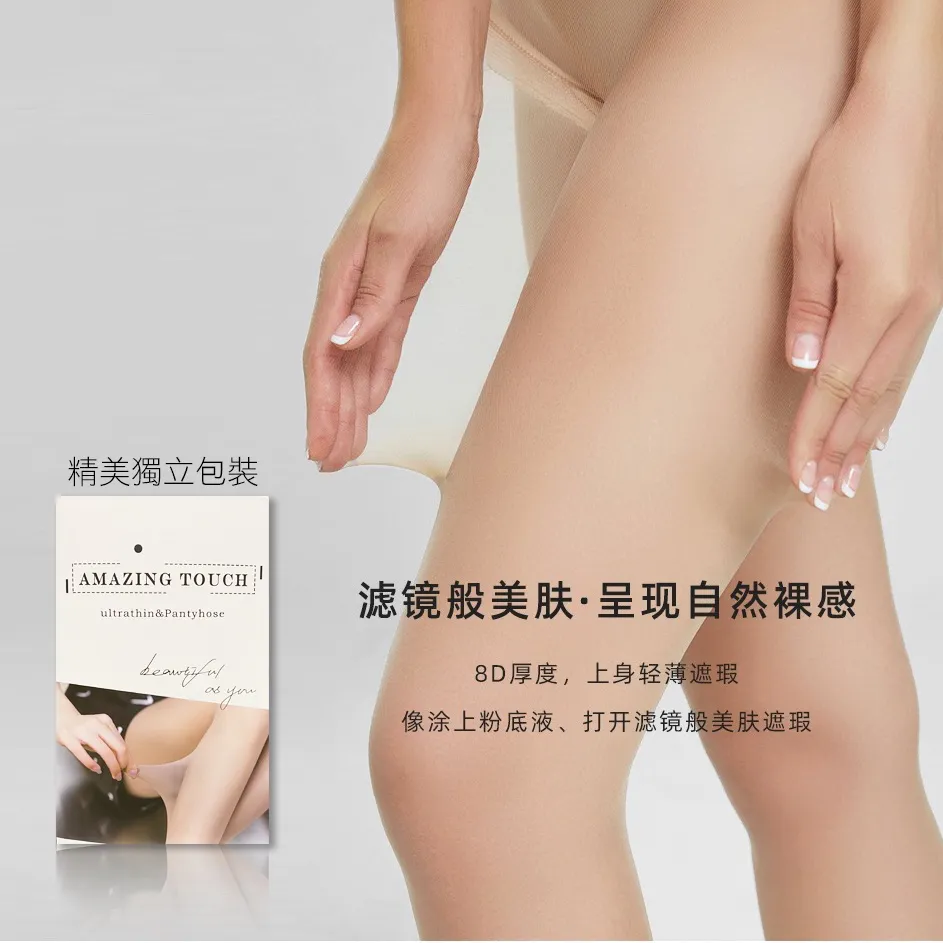 精美獨立包裝
AMAZING TOUCH
ultrathin&Pantyhose
beautiful
as you
滤镜般美肤·呈现自然裸感
8D厚度，上身轻薄遮瑕
像涂上粉底液、打开滤镜般美肤遮瑕